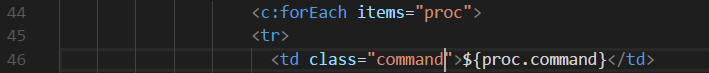 44 <c:forEach items="proc">
45 <tr>
46 <td class="command">${proc.command}</td>